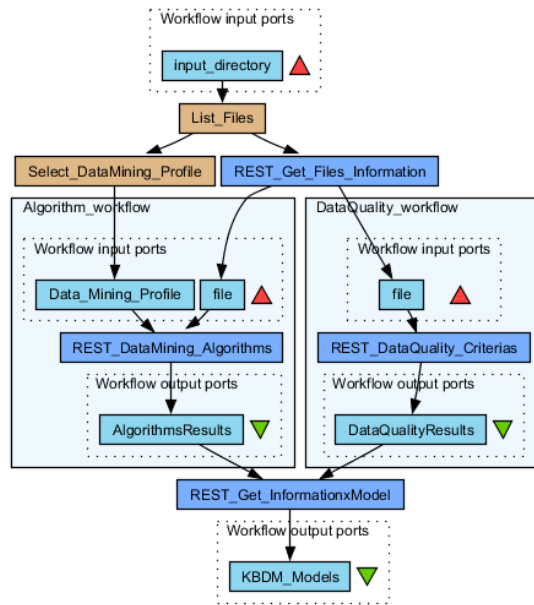 Workflow input ports
input_directory
List_Files
Select_DataMining_Profile
REST_Get_Files_Information
Algorithm_workflow
DataQuality_workflow
Workflow input ports
Workflow input ports
Data_Mining_Profile
file
file
REST_DataMining_Algorithms
REST_DataQuality_Criterias
Workflow output ports
Workflow output ports
AlgorithmsResults
DataQualityResults
REST_Get_InformationxModel
Workflow output ports
KBDM_Models